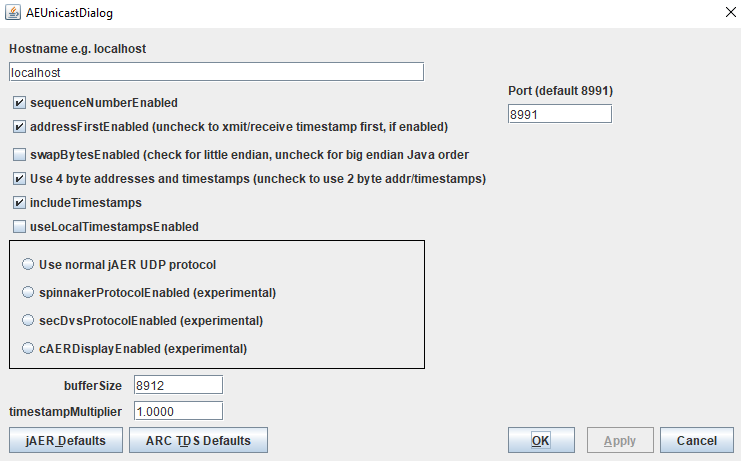 AEUnicastDialog
Hostname e.g. localhost
localhost
Port (default 8991)
8991
sequenceNumberEnabled
addressFirstEnabled (uncheck to xmit/receive timestamp first, if enabled)
swapBytesEnabled (check for little endian, uncheck for big endian Java order
Use 4 byte addresses and timestamps (uncheck to use 2 byte addr/timestamps)
includeTimestamps
useLocalTimestampsEnabled
Use normal jAER UDP protocol
spinnakerProtocolEnabled (experimental)
secDvsProtocolEnabled (experimental)
cAERDisplayEnabled (experimental)
bufferSize 8912
timestampMultiplier 1.0000
jAER_Defaults ARC T_DS Defaults OK Apply Cancel